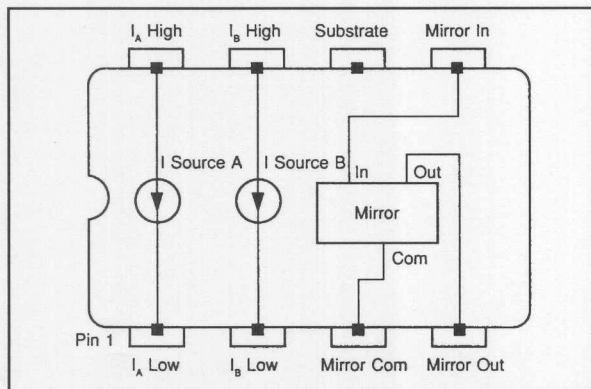 I_A High I_B High Substrate Mirror In
I Source A I Source B In Out
Mirror
Com
Pin 1
I_A Low I_B Low Mirror Com Mirror Out